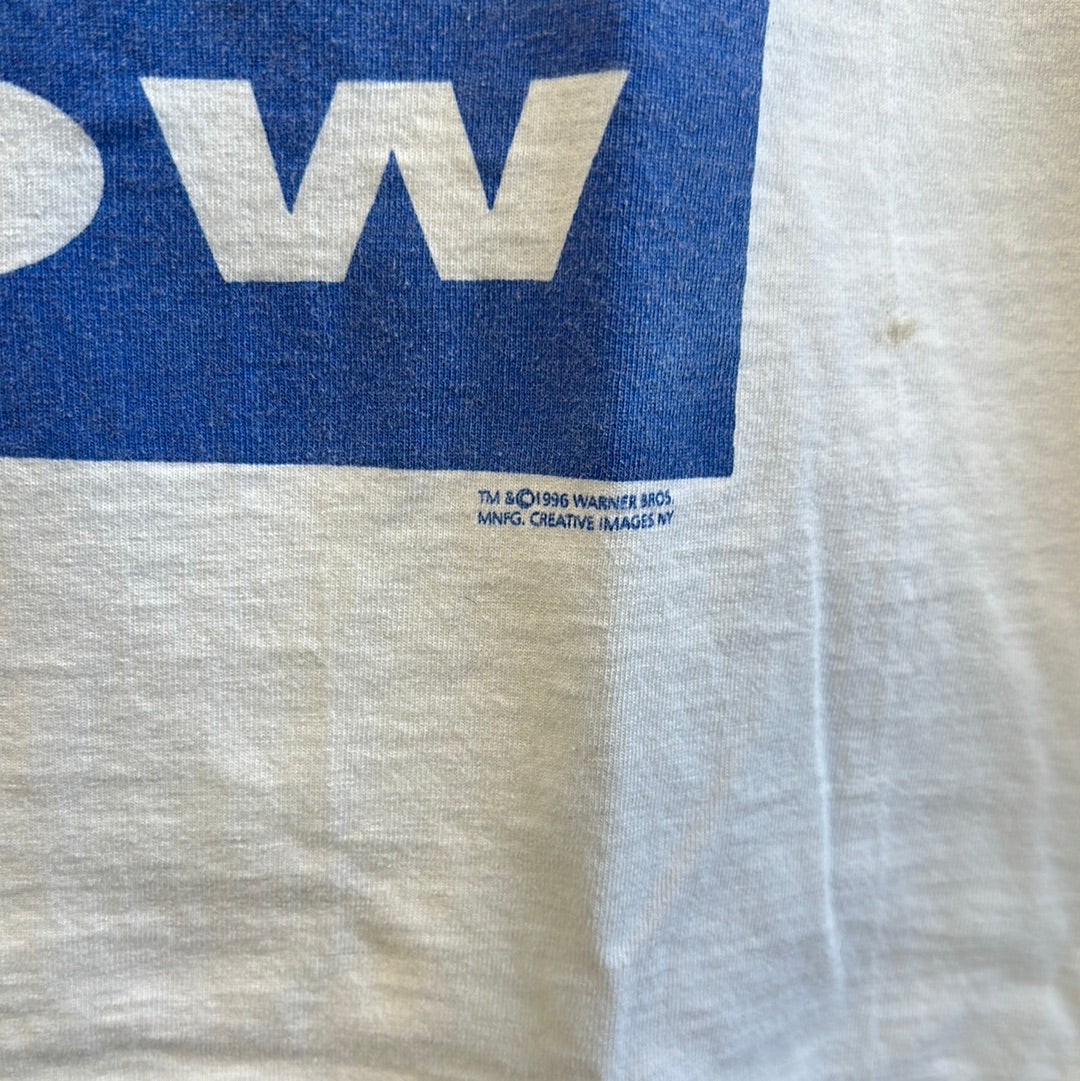 OW
TM &©1996 WARNER BROS.
MNFG. CREATIVE IMAGES NY